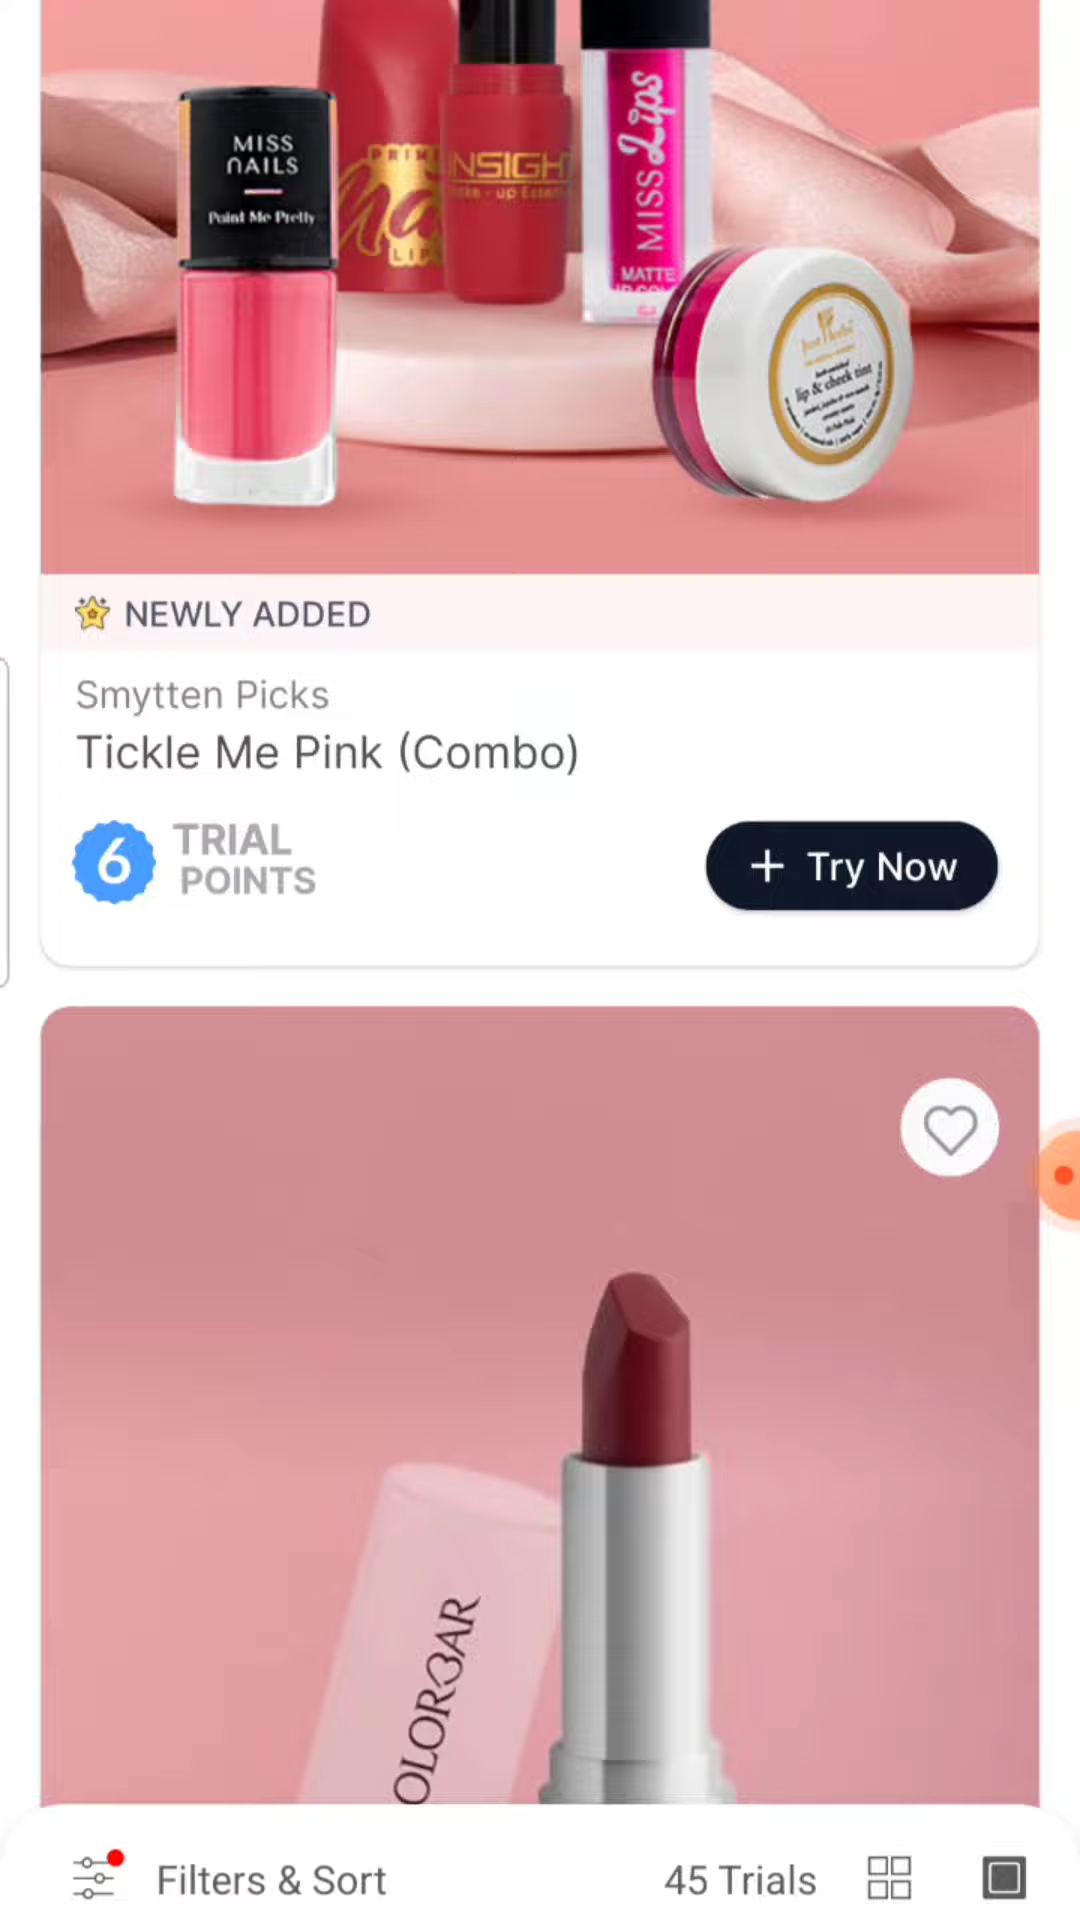 MISS
NAILS
Paint Me Pretty
INSIGH
MISS Lips
MATTE
lip & cheek tint
NEWLY ADDED
Smytten Picks
Tickle Me Pink (Combo)
6 TRIAL
POINTS
+ Try Now
OLORBAR
Filters & Sort
45 Trials